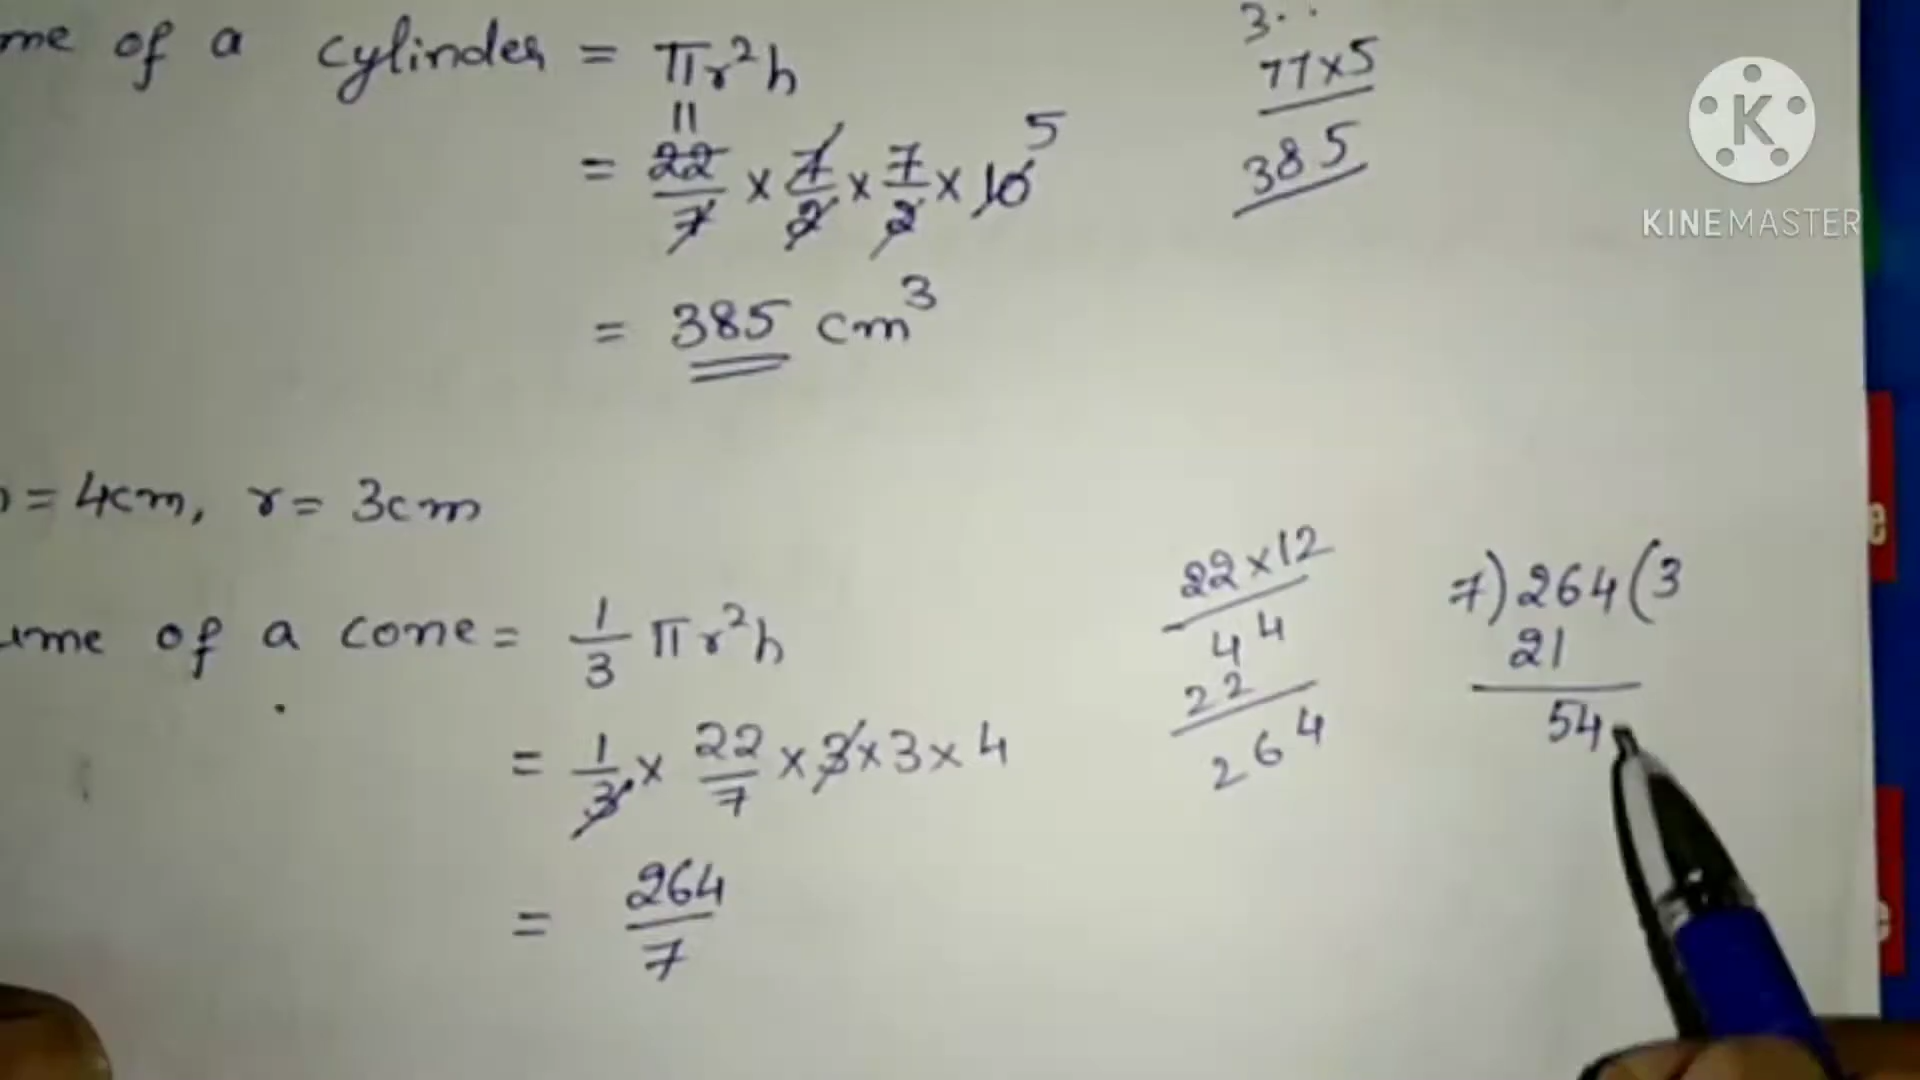 of a cylinder = πr²h
= 22/7 × 7/2 × 7/2 × 10 5
11
= 385 cm³
3..
77×5
385
KINEMASTER
= 4cm, r = 3cm
of a cone = 1/3 πr²h
= 1/3 × 22/7 × 3 × 3 × 4
= 264/7
22×12
44
22
264
7)264(3
21
54
e
e